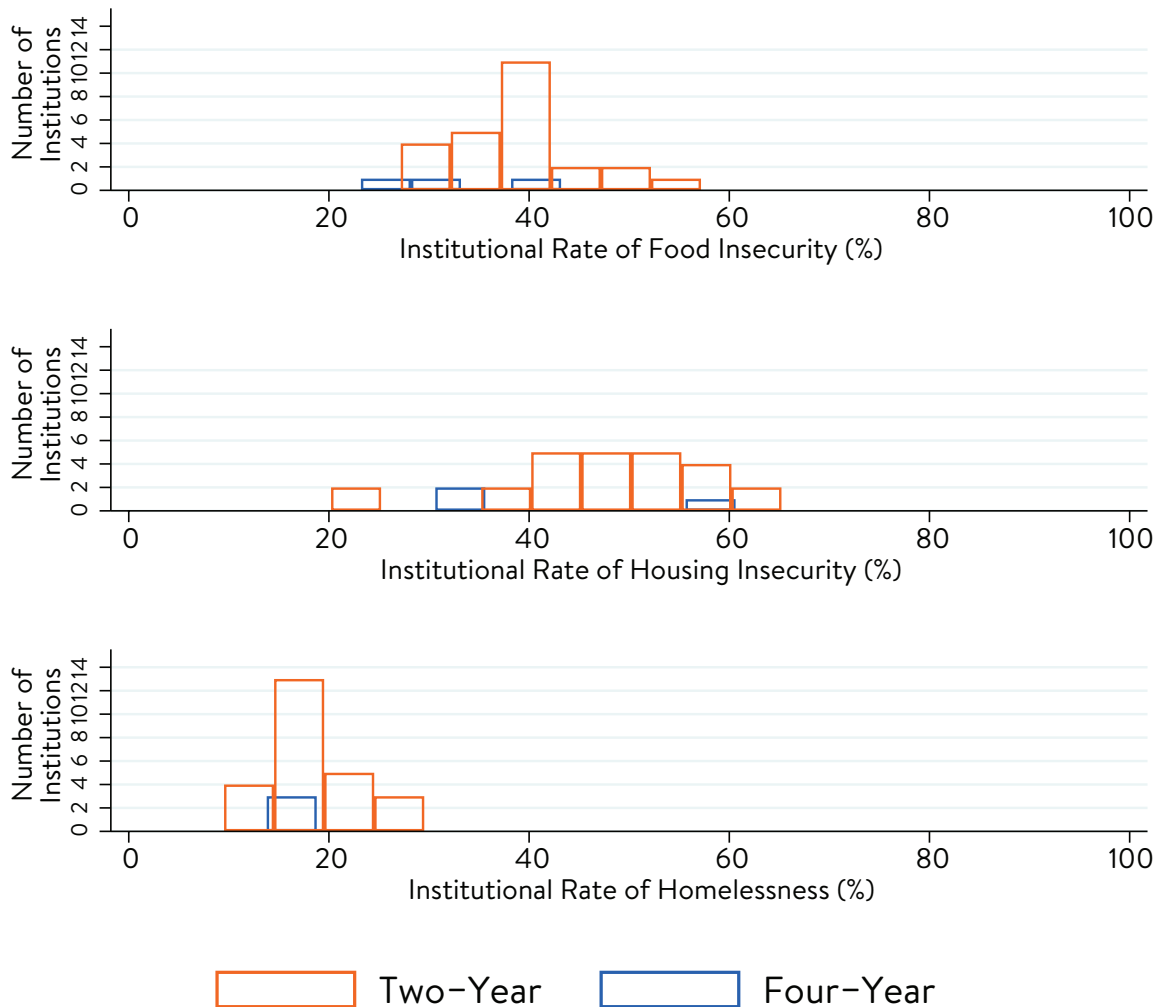 Number of
Institutions
0 2 4 6 8 10 12 14
0 20 40 60 80 100
Institutional Rate of Food Insecurity (%)
Number of
Institutions
0 2 4 6 8 10 12 14
0 20 40 60 80 100
Institutional Rate of Housing Insecurity (%)
Number of
Institutions
0 2 4 6 8 10 12 14
0 20 40 60 80 100
Institutional Rate of Homelessness (%)
Two-Year Four-Year